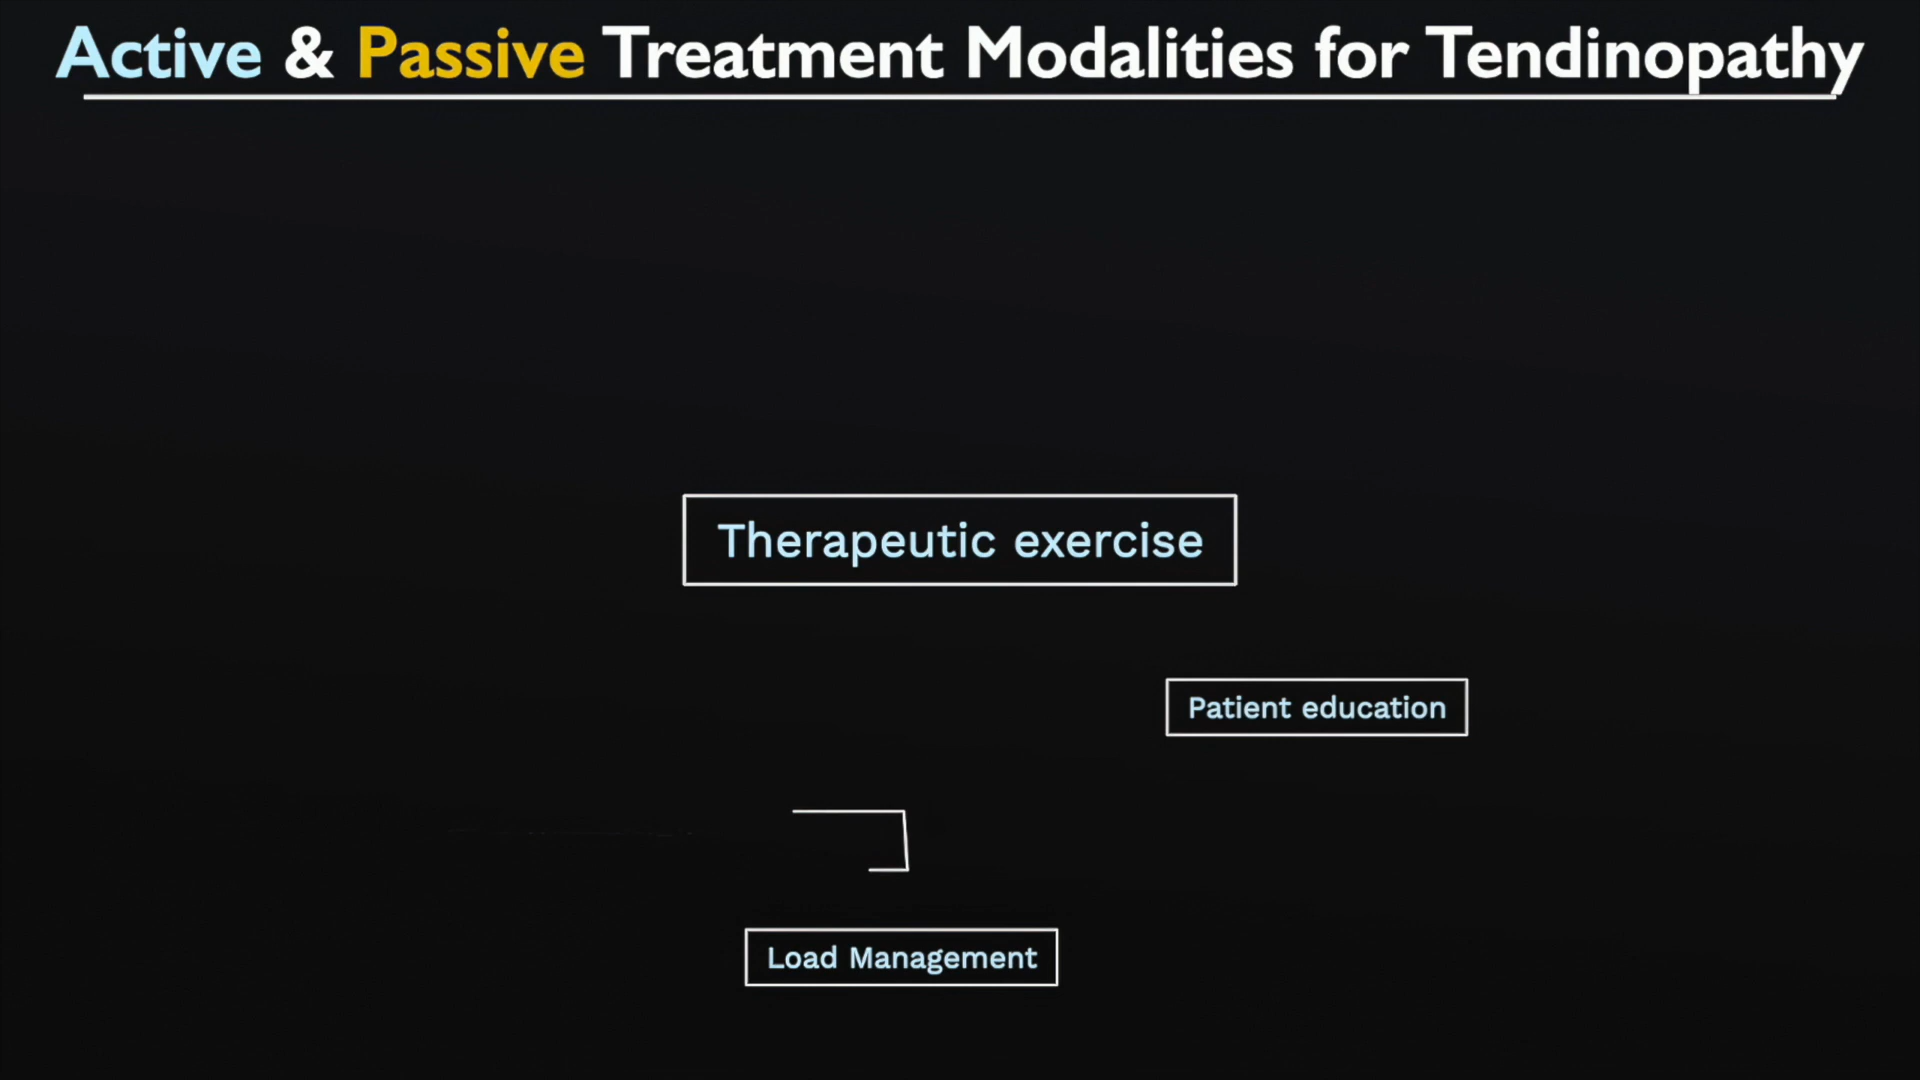 Active & Passive Treatment Modalities for Tendinopathy
Therapeutic exercise
Patient education
Load Management